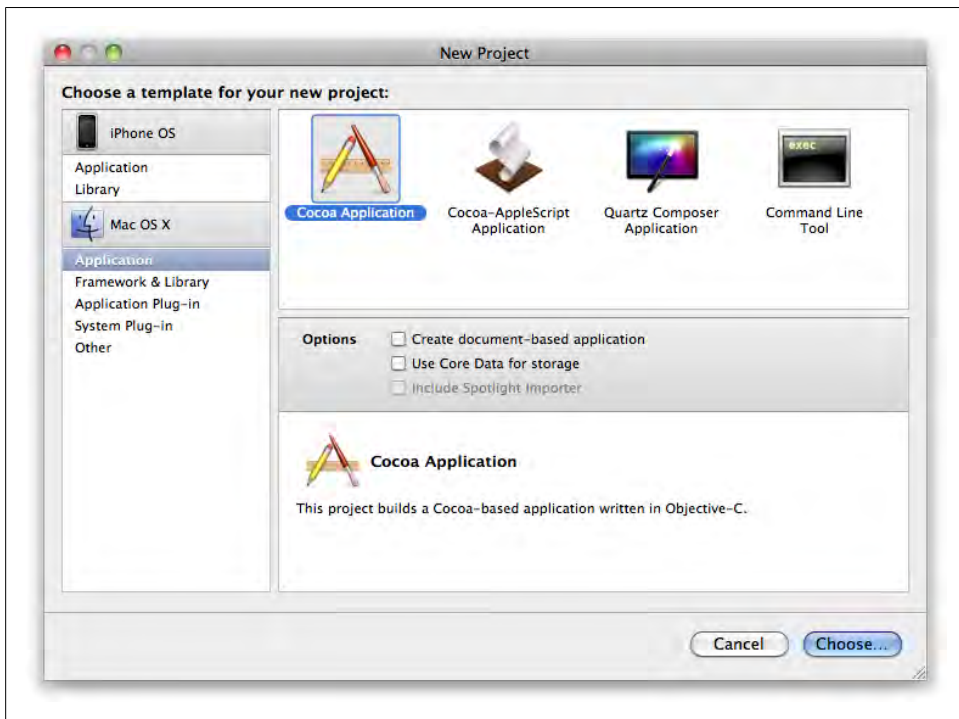 New Project
Choose a template for your new project:
iPhone OS
Application
Library
Mac OS X
Application
Framework & Library
Application Plug-in
System Plug-in
Other
exec
Cocoa Application
Cocoa-AppleScript
Application
Quartz Composer
Application
Command Line
Tool
Options
Create document-based application
Use Core Data for storage
Include Spotlight Importer
Cocoa Application
This project builds a Cocoa-based application written in Objective-C.
Cancel
Choose...